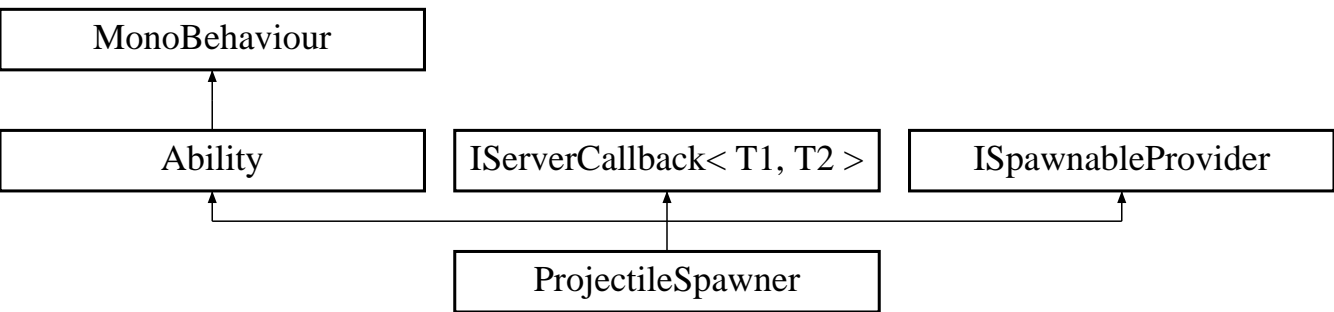 MonoBehaviour
Ability
IServerCallback< T1, T2 >
ISpawnableProvider
ProjectileSpawner